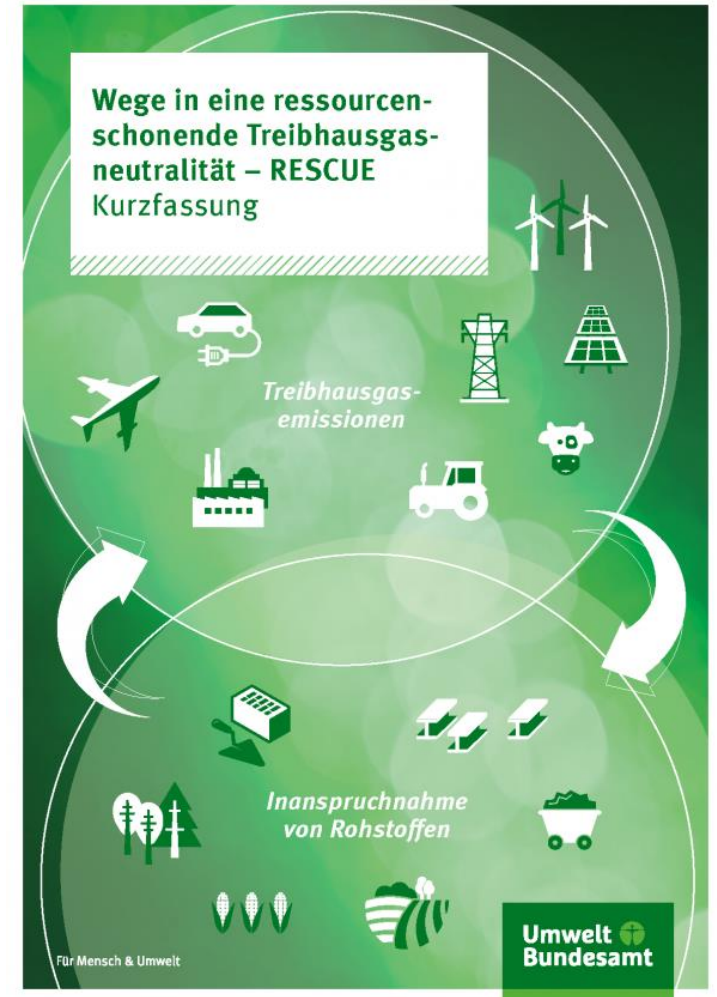 Wege in eine ressourcen-
schonende Treibhausgas-
neutralität – RESCUE
Kurzfassung
Treibhausgas-
emissionen
Inanspruchnahme
von Rohstoffen
Für Mensch & Umwelt
Umwelt
Bundesamt